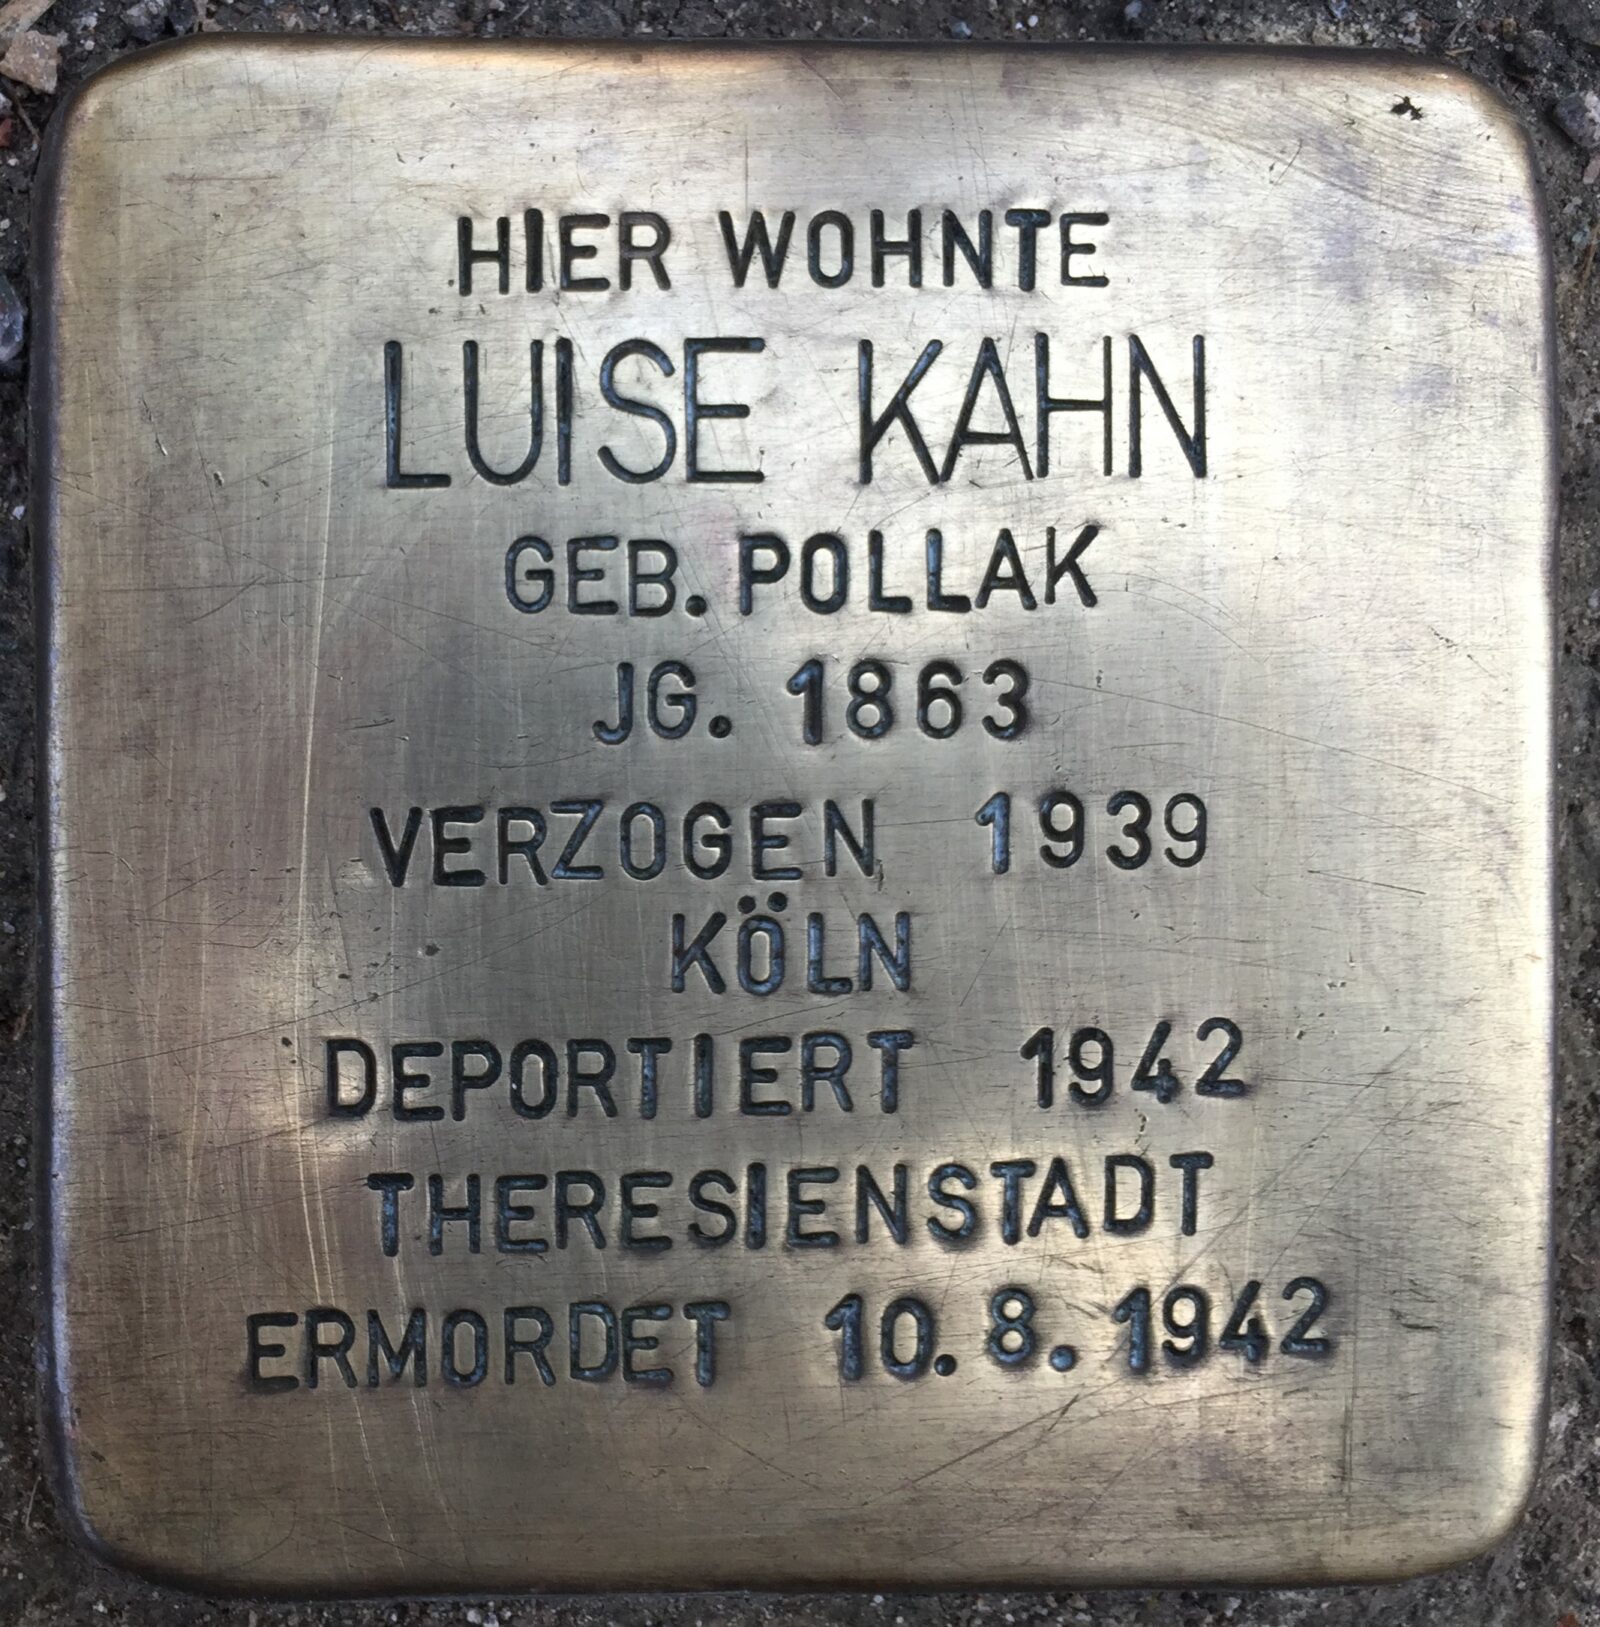 HIER WOHNTE
LUISE KAHN
GEB. POLLAK
JG. 1863
VERZOGEN 1939
KÖLN
DEPORTIERT 1942
THERESIENSTADT
ERMORDET 10.8.1942